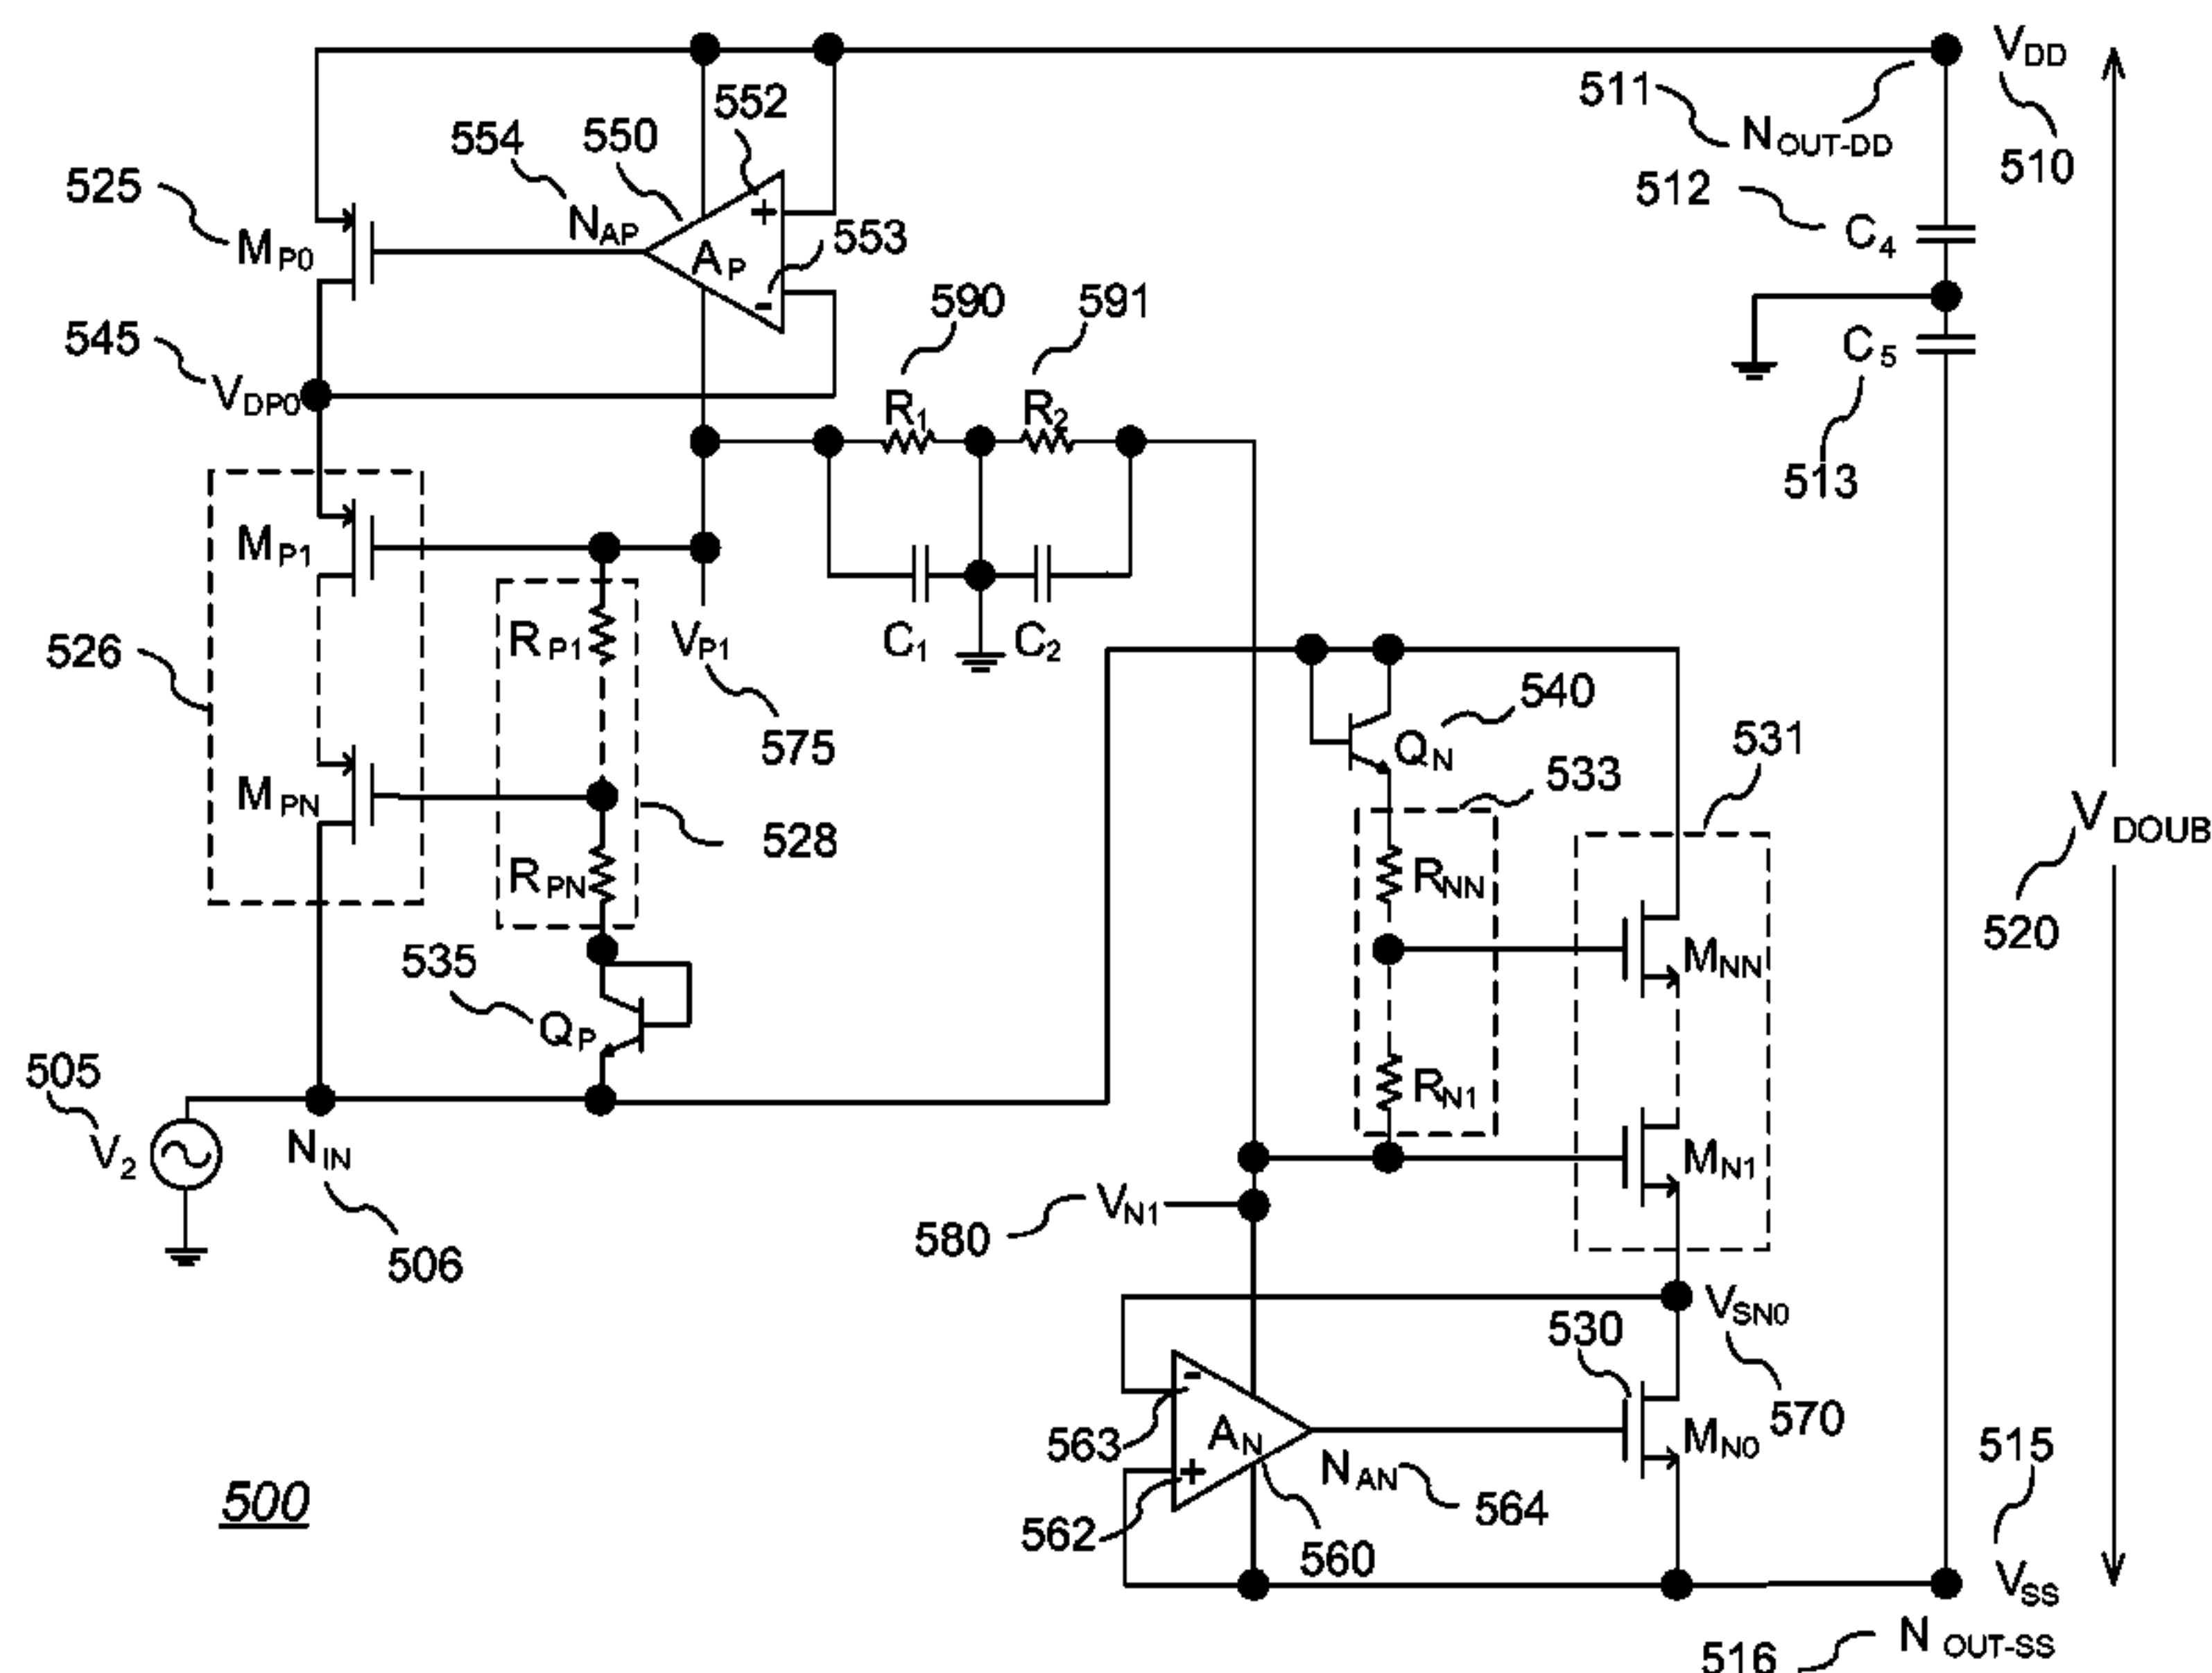 V_DD
511
N_OUT-DD
510
512
C_4
C_5
513
552
554
550
525
N_AP
+
553
M_P0
A_P
-
545
V_DP0
590
591
R_1
R_2
M_P1
R_P1
V_P1
C_1
C_2
526
575
540
Q_N
531
533
M_PN
528
R_PN
R_NN
V_DOUB
520
M_NN
535
Q_P
505
V_2
N_IN
506
R_N1
M_N1
V_N1
580
V_SN0
530
570
-
563
A_N
M_N0
+
562
N_AN
564
560
515
500
V_SS
516
N_OUT-SS